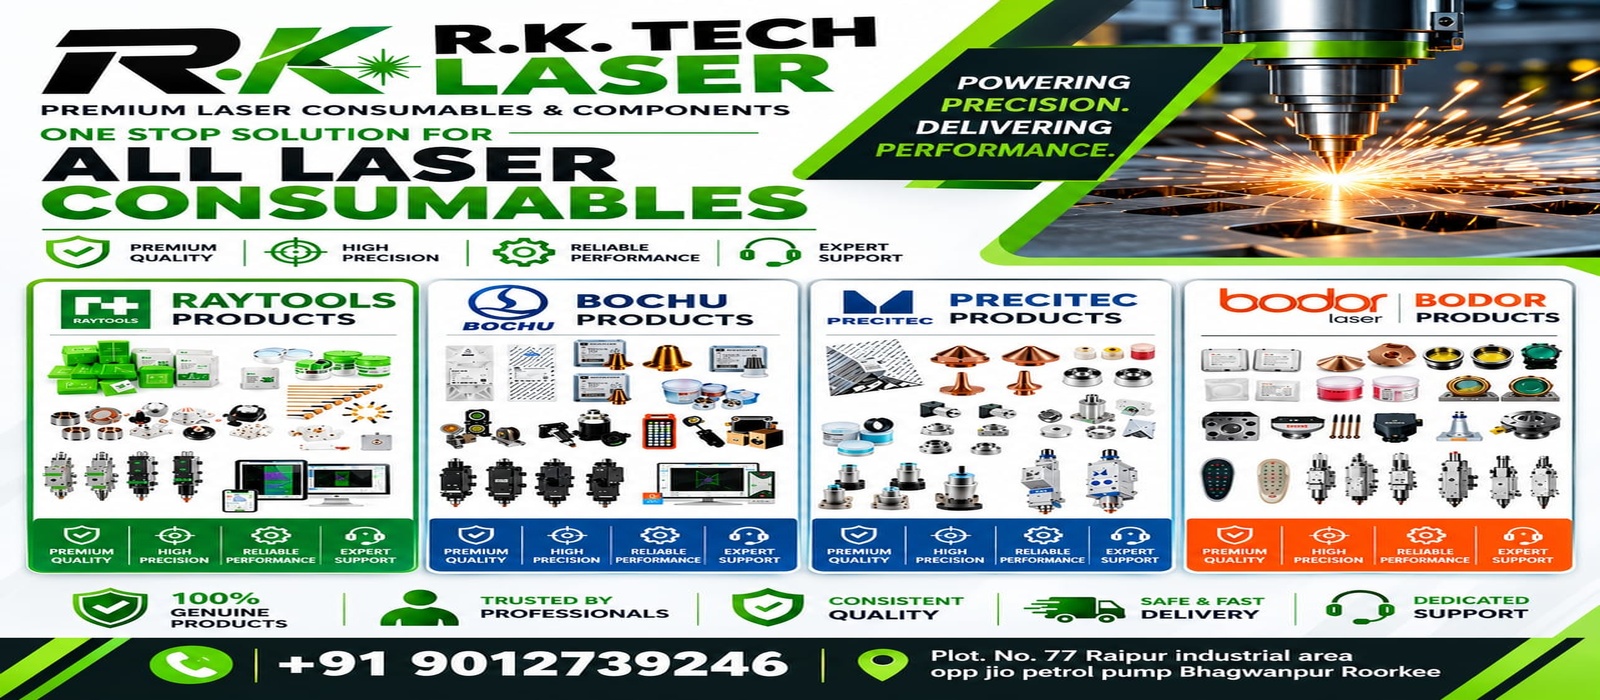 R.K.
R.K. TECH
LASER
PREMIUM LASER CONSUMABLES & COMPONENTS
ONE STOP SOLUTION FOR
ALL LASER
CONSUMABLES
PREMIUM
QUALITY
HIGH
PRECISION
RELIABLE
PERFORMANCE
EXPERT
SUPPORT
POWERING
PRECISION.
DELIVERING
PERFORMANCE.
RAYTOOLS
RAYTOOLS
PRODUCTS
PREMIUM
QUALITY
HIGH
PRECISION
RELIABLE
PERFORMANCE
EXPERT
SUPPORT
BOCHU
BOCHU
PRODUCTS
PREMIUM
QUALITY
HIGH
PRECISION
RELIABLE
PERFORMANCE
EXPERT
SUPPORT
PRECITEC
PRECITEC
PRODUCTS
PREMIUM
QUALITY
HIGH
PRECISION
RELIABLE
PERFORMANCE
EXPERT
SUPPORT
bodor
laser
BODOR
PRODUCTS
PREMIUM
QUALITY
HIGH
PRECISION
RELIABLE
PERFORMANCE
EXPERT
SUPPORT
100%
GENUINE
PRODUCTS
TRUSTED BY
PROFESSIONALS
CONSISTENT
QUALITY
SAFE & FAST
DELIVERY
DEDICATED
SUPPORT
+91 9012739246
Plot. No. 77 Raipur industrial area
opp jio petrol pump Bhagwanpur Roorkee